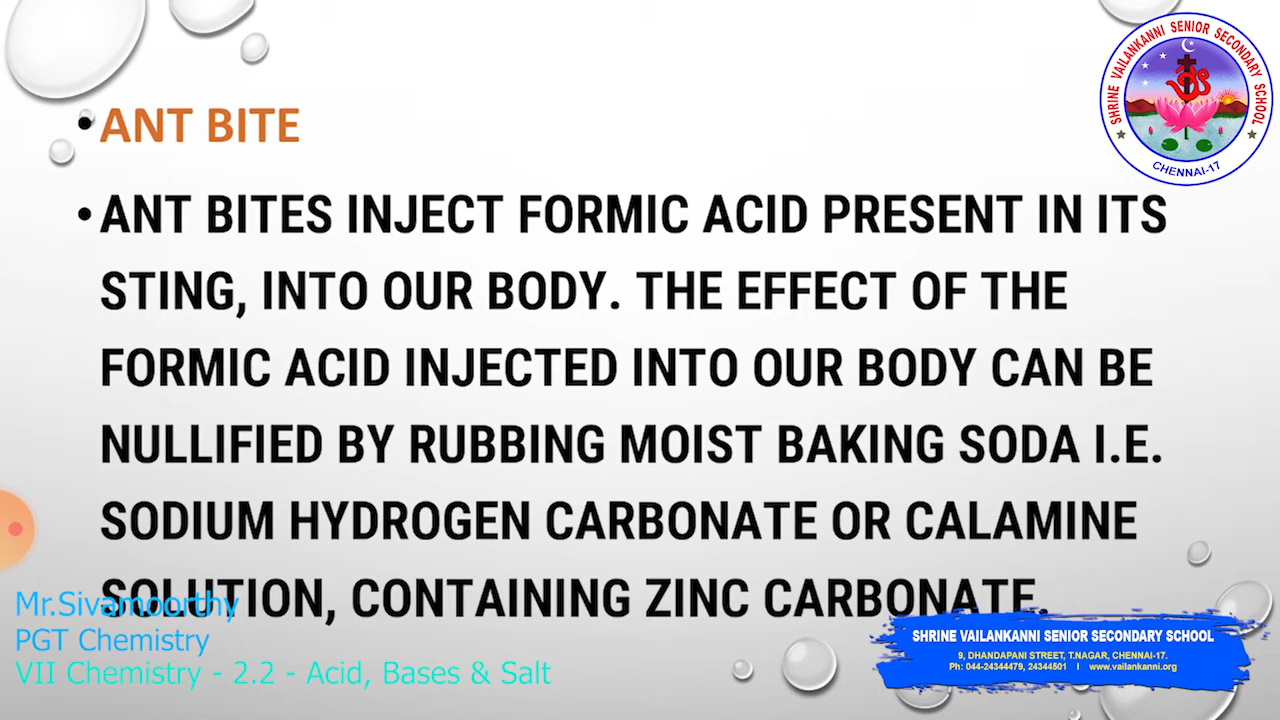 SHRINE VAILANKANNI SENIOR SECONDARY SCHOOL
CHENNAI-17
• ANT BITE
• ANT BITES INJECT FORMIC ACID PRESENT IN ITS
STING, INTO OUR BODY. THE EFFECT OF THE
FORMIC ACID INJECTED INTO OUR BODY CAN BE
NULLIFIED BY RUBBING MOIST BAKING SODA I.E.
SODIUM HYDROGEN CARBONATE OR CALAMINE
SOLUTION, CONTAINING ZINC CARBONATE.
Mr.Sivamoorthy
PGT Chemistry
VII Chemistry - 2.2 - Acid, Bases & Salt
SHRINE VAILANKANNI SENIOR SECONDARY SCHOOL
9, DHANDAPANI STREET, T.NAGAR, CHENNAI-17.
Ph: 044-24344479, 24344501 I www.vailankanni.org